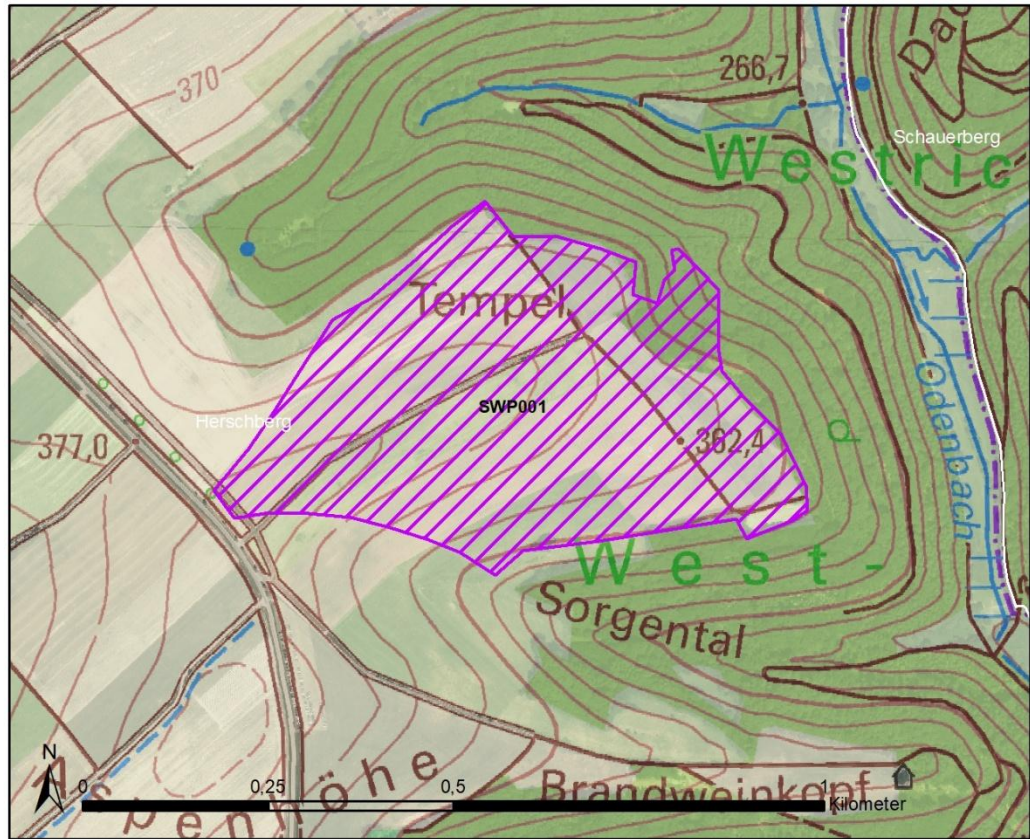 370
266,7
Schauerberg
Westric
Tempel
SWP001
Herschberg
377,0
362,4
odenbach
West-
Sorgental
N
0 0,25 0,5 1 Kilometer
Brandweinkopf